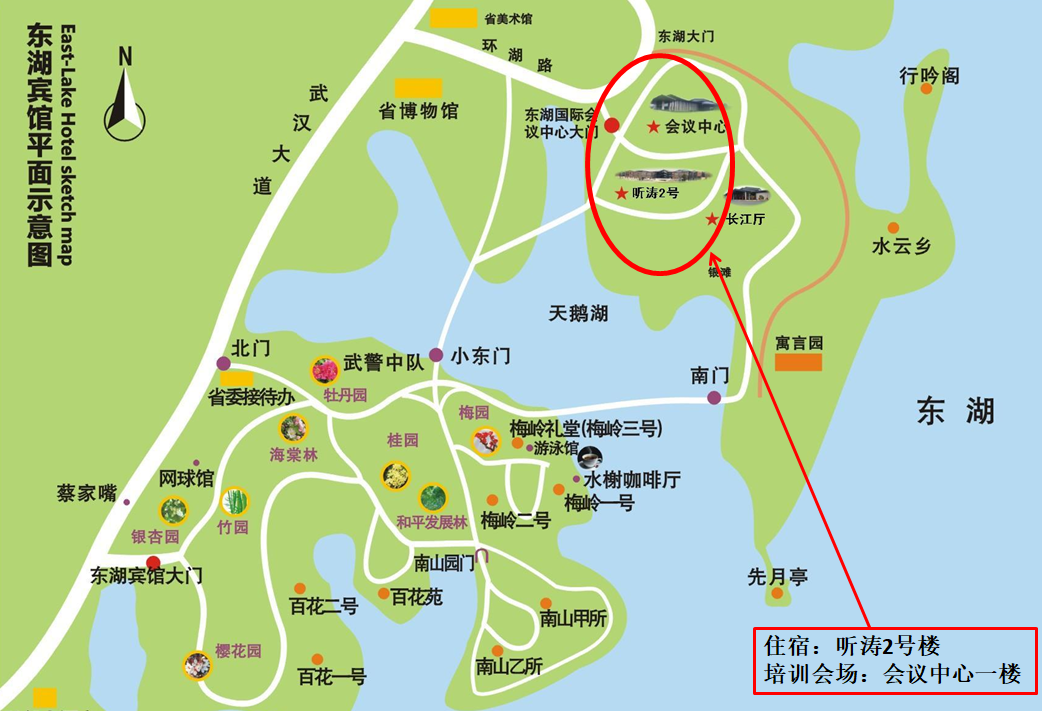 东湖宾馆平面示意图
East-Lake Hotel sketch map
N
省美术馆
环湖路
东湖大门
武汉大道
省博物馆
东湖国际会
议中心大门
会议中心
行吟阁
听涛2号
长江厅
水云乡
银滩
天鹅湖
寓言园
北门
武警中队
小东门
南门
省委接待办
牡丹园
东 湖
梅园
梅岭礼堂(梅岭三号)
海棠林
桂园
游泳馆
网球馆
水榭咖啡厅
蔡家嘴
梅岭一号
银杏园
竹园
和平发展林
梅岭二号
东湖宾馆大门
南山园门
先月亭
百花二号
百花苑
南山甲所
樱花园
百花一号
南山乙所
住宿：听涛2号楼
培训会场：会议中心一楼